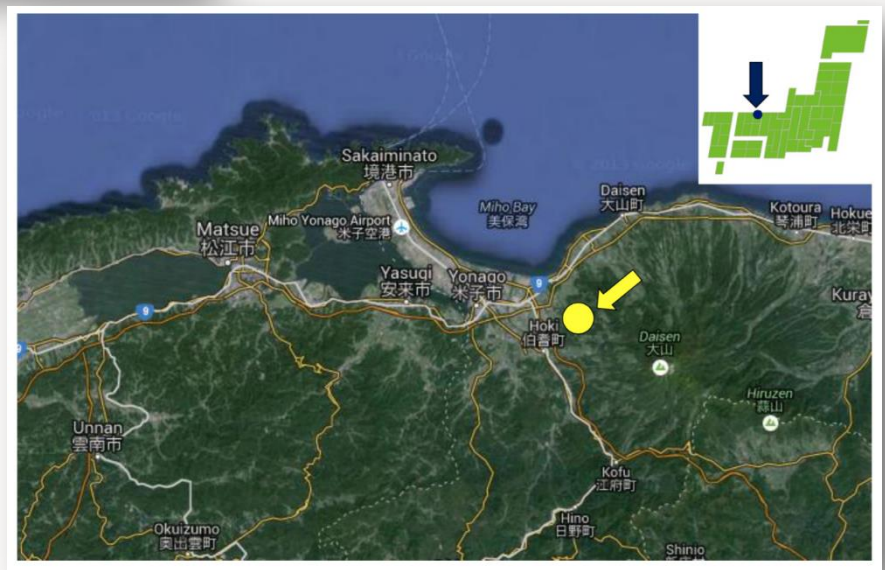 Sakaiminato
境港市
Daisen
大山町
Miho Bay
美保湾
Kotoura
琴浦町
Hokue
北栄町
Matsue
松江市
Miho Yonago Airport
米子空港
Yasugi
安来市
Yonago
米子市
9
Kuray
倉
9
9
Hoki
伯耆町
Daisen
大山
Hiruzen
蒜山
Unnan
雲南市
Kofu
江府町
Okuizumo
奥出雲町
Hino
日野町
Shinjo